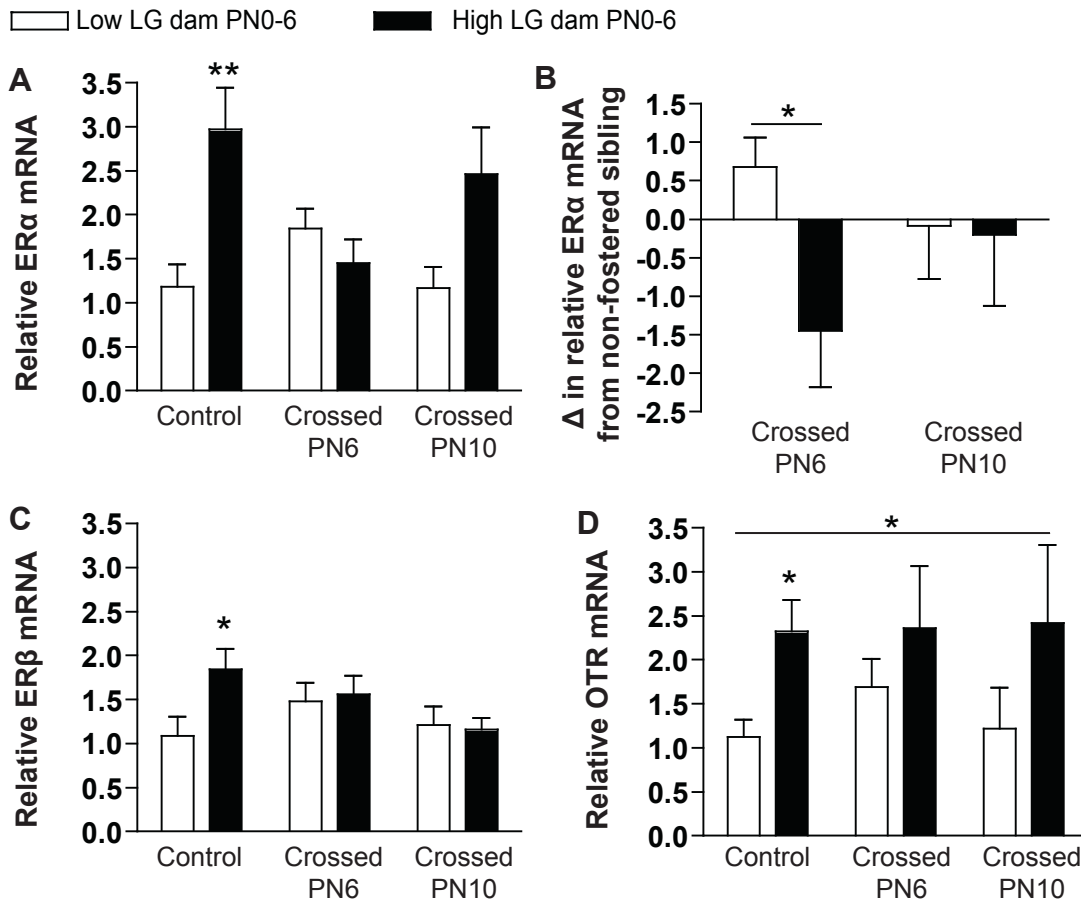 Low LG dam PN0-6
High LG dam PN0-6
A
**
Relative ERα mRNA
3.5
3.0
2.5
2.0
1.5
1.0
0.5
0.0
Control
Crossed
PN6
Crossed
PN10
B
*
Δ in relative ERα mRNA
from non-fostered sibling
1.5
1.0
0.5
0.0
-0.5
-1.0
-1.5
-2.0
-2.5
Crossed
PN6
Crossed
PN10
C
*
Relative ERβ mRNA
3.5
3.0
2.5
2.0
1.5
1.0
0.5
0.0
Control
Crossed
PN6
Crossed
PN10
D
*
*
Relative OTR mRNA
3.5
3.0
2.5
2.0
1.5
1.0
0.5
0.0
Control
Crossed
PN6
Crossed
PN10